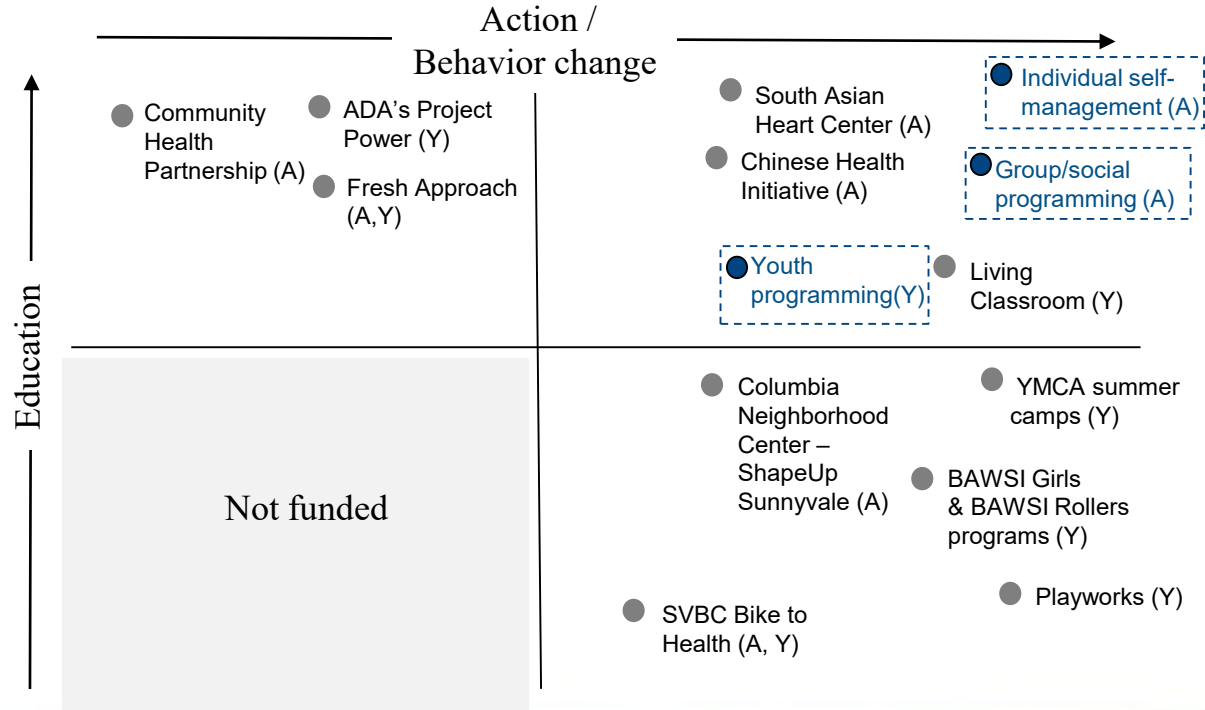 Action /
Behavior change
Education
Community
Health
Partnership (A)
ADA’s Project
Power (Y)
Fresh Approach
(A,Y)
South Asian
Heart Center (A)
Chinese Health
Initiative (A)
Individual self-
management (A)
Group/social
programming (A)
Youth
programming(Y)
Living
Classroom (Y)
Not funded
Columbia
Neighborhood
Center –
ShapeUp
Sunnyvale (A)
YMCA summer
camps (Y)
BAWSI Girls
& BAWSI Rollers
programs (Y)
Playworks (Y)
SVBC Bike to
Health (A, Y)